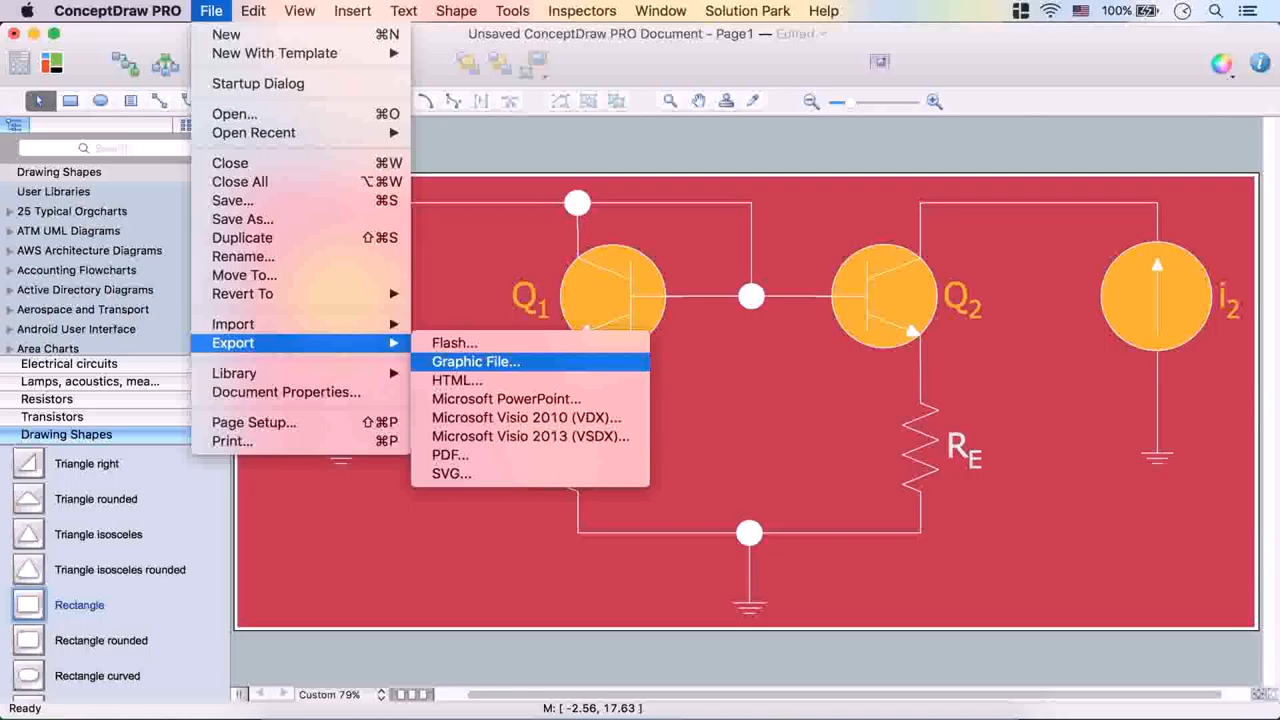 ConceptDraw PRO File Edit View Insert Text Shape Tools Inspectors Window Solution Park Help 100%
Unsaved ConceptDraw PRO Document - Page1 — Edited
New ⌘N
New With Template
Startup Dialog
Open... ⌘O
Open Recent
Close ⌘W
Close All ⌥⌘W
Save... ⌘S
Save As...
Duplicate ⇧⌘S
Rename...
Move To...
Revert To
Import
Export
Library
Document Properties...
Page Setup... ⇧⌘P
Print... ⌘P
Flash...
Graphic File...
HTML...
Microsoft PowerPoint...
Microsoft Visio 2010 (VDX)...
Microsoft Visio 2013 (VSDX)...
PDF...
SVG...
Search
Drawing Shapes
User Libraries
25 Typical Orgcharts
ATM UML Diagrams
AWS Architecture Diagrams
Accounting Flowcharts
Active Directory Diagrams
Aerospace and Transport
Android User Interface
Area Charts
Electrical circuits
Lamps, acoustics, mea...
Resistors
Transistors
Drawing Shapes
Triangle right
Triangle rounded
Triangle isosceles
Triangle isosceles rounded
Rectangle
Rectangle rounded
Rectangle curved
Q1
Q2
i2
RE
Custom 79%
Ready M: [ -2.56, 17.63 ]